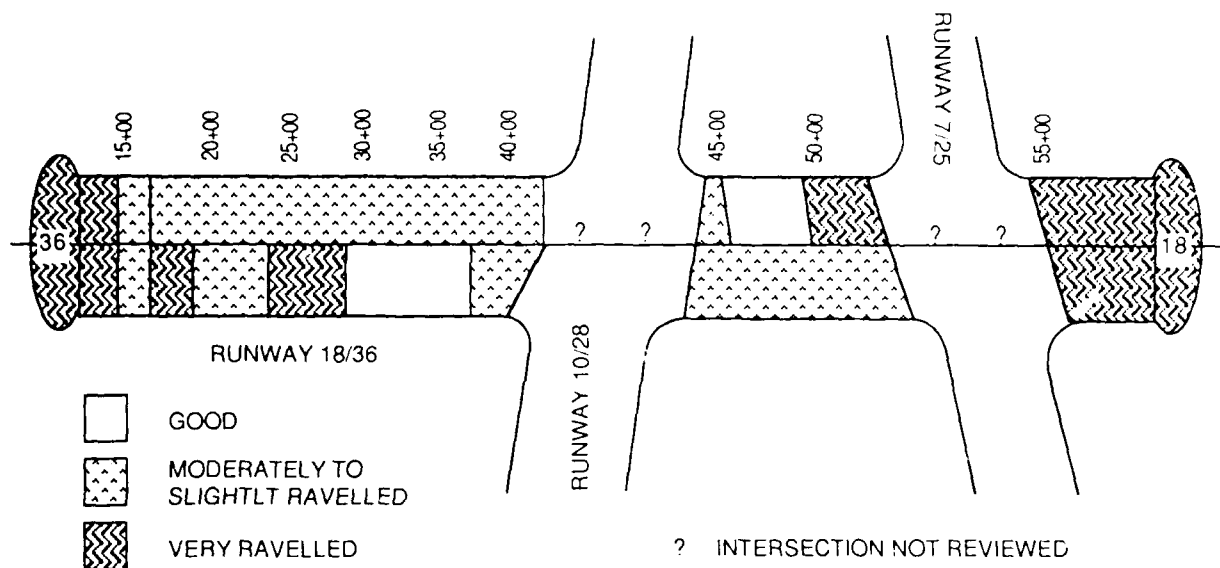 RUNWAY 7/25
15+00
20+00
25+00
30+00
35+00
40+00
45+00
50+00
55+00
36
? ? ? ?
18
RUNWAY 18/36
RUNWAY 10/28
GOOD
MODERATELY TO
SLIGHTLT RAVELLED
VERY RAVELLED
? INTERSECTION NOT REVIEWED